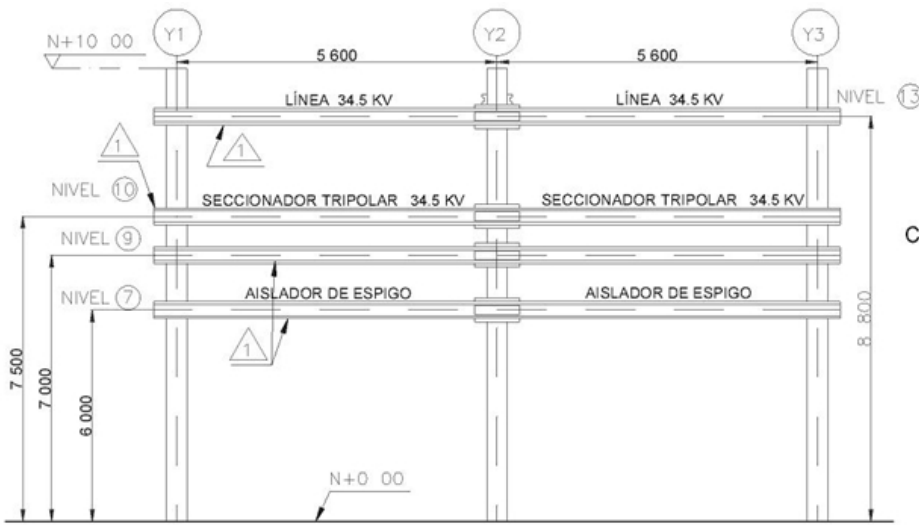 Y1 Y2 Y3
N+10 00
5 600 5 600
LÍNEA 34.5 KV LÍNEA 34.5 KV NIVEL 13
1 1
NIVEL 10
SECCIONADOR TRIPOLAR 34.5 KV SECCIONADOR TRIPOLAR 34.5 KV
NIVEL 9 C
NIVEL 7 AISLADOR DE ESPIGO AISLADOR DE ESPIGO
1
7 500
7 000
6.000
8 800
N+0 00